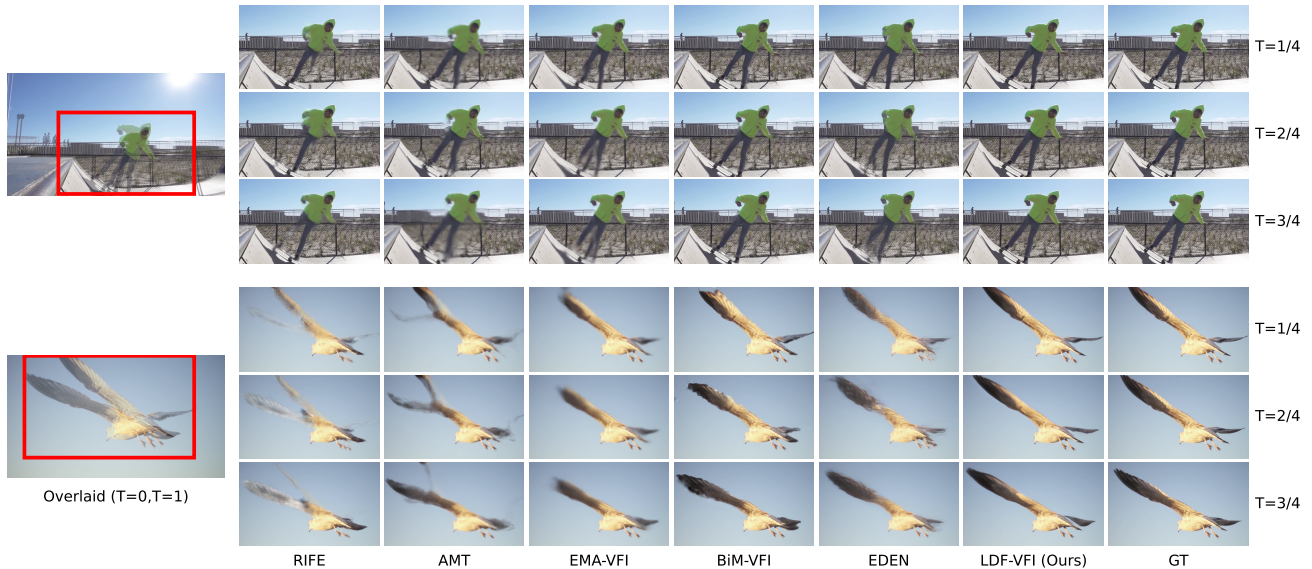 T=1/4
T=2/4
T=3/4
T=1/4
T=2/4
T=3/4
Overlaid (T=0,T=1)
RIFE AMT EMA-VFI BiM-VFI EDEN LDF-VFI (Ours) GT